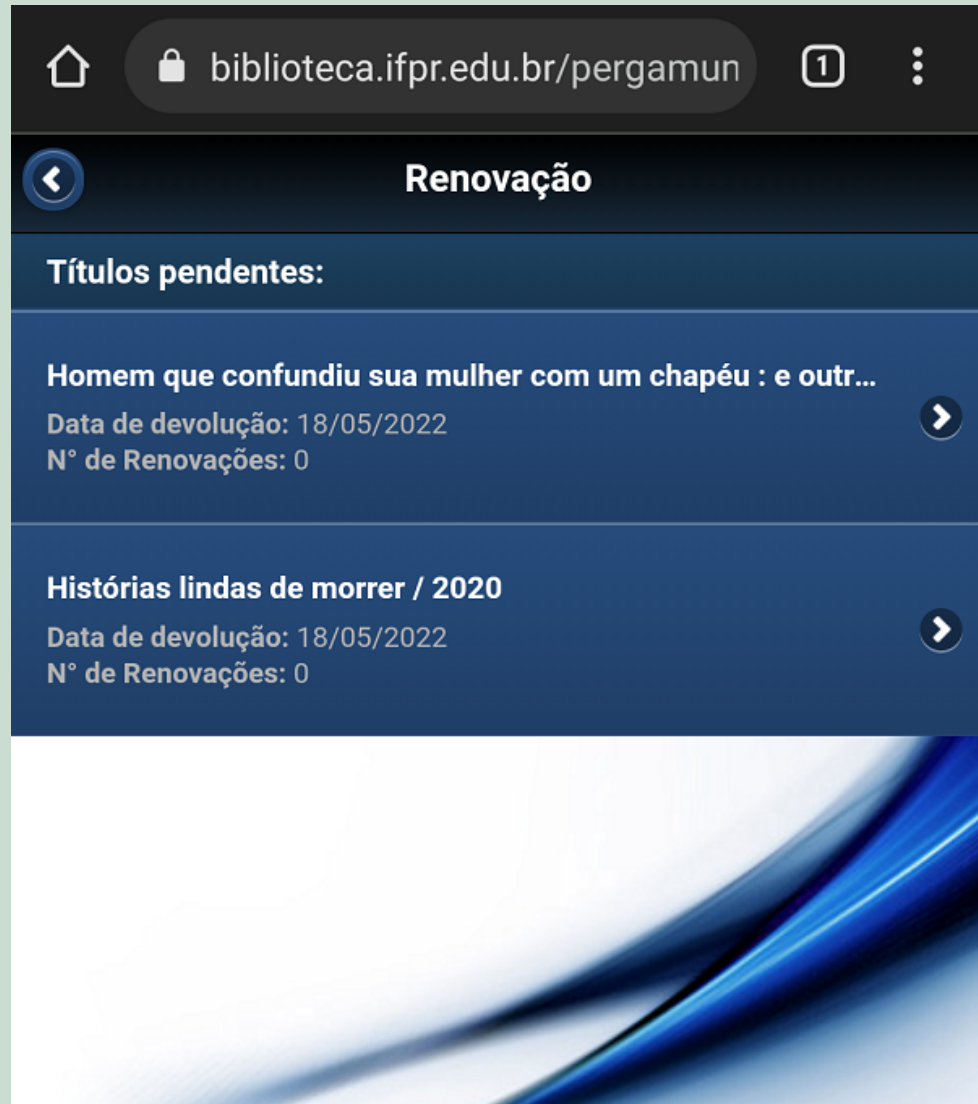 biblioteca.ifpr.edu.br/pergamun
1
Renovação
Títulos pendentes:
Homem que confundiu sua mulher com um chapéu : e outr...
Data de devolução: 18/05/2022
N° de Renovações: 0
Histórias lindas de morrer / 2020
Data de devolução: 18/05/2022
N° de Renovações: 0